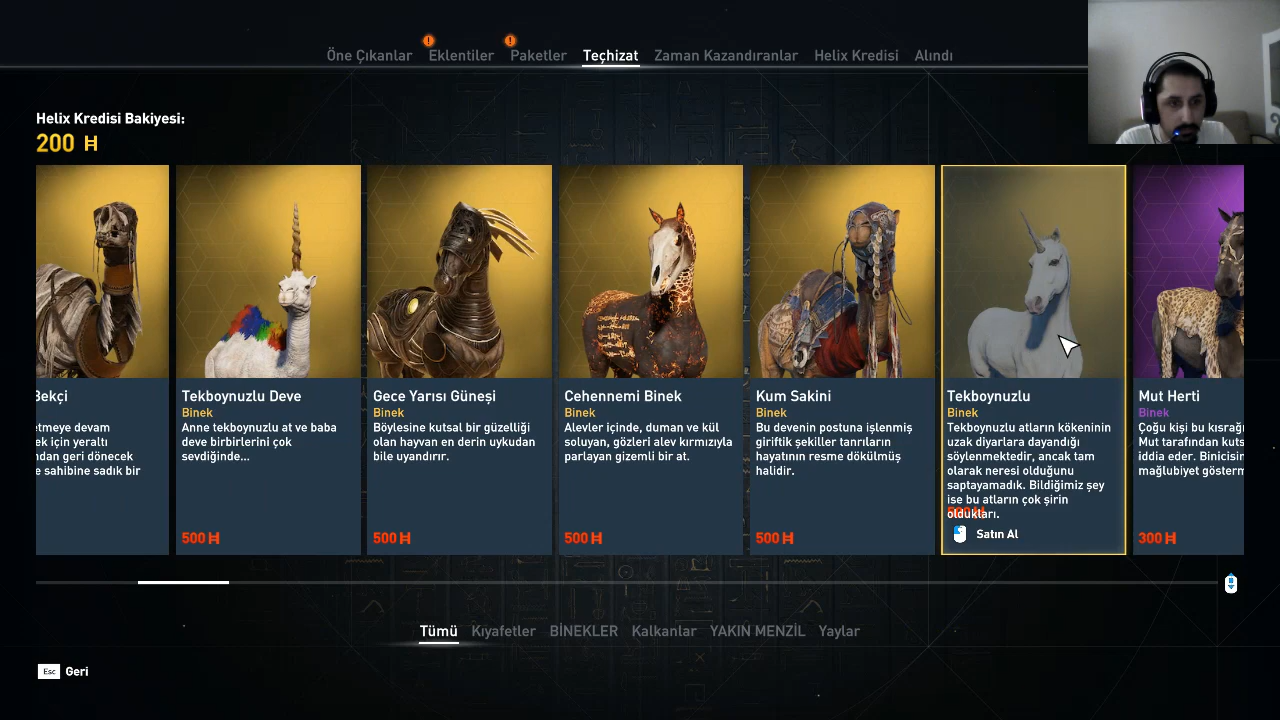 Öne Çıkanlar
Eklentiler
Paketler
Teçhizat
Zaman Kazandıranlar
Helix Kredisi
Alındı
Helix Kredisi Bakiyesi:
200 H
Bekçi
etmeye devam
ek için yeraltı
ndan geri dönecek
e sahibine sadık bir
Tekboynuzlu Deve
Binek
Anne tekboynuzlu at ve baba
deve birbirlerini çok
sevdiğinde...
500 H
Gece Yarısı Güneşi
Binek
Böylesine kutsal bir güzelliği
olan hayvan en derin uykudan
bile uyandırır.
500 H
Cehennemi Binek
Binek
Alevler içinde, duman ve kül
soluyan, gözleri alev kırmızıyla
parlayan gizemli bir at.
500 H
Kum Sakini
Binek
Bu devenin postuna işlenmiş
giriftik şekiller tanrıların
hayatının resme dökülmüş
halidir.
500 H
Tekboynuzlu
Binek
Tekboynuzlu atların kökeninin
uzak diyarlara dayandığı
söylenmektedir, ancak tam
olarak neresi olduğunu
saptayamadık. Bildiğimiz şey
ise bu atların çok şirin
oldukları.
Satın Al
Mut Herti
Binek
Çoğu kişi bu kısrağı
Mut tarafından kuts
iddia eder. Binicisin
mağlubiyet gösterm
300 H
Tümü
Kıyafetler
BİNEKLER
Kalkanlar
YAKIN MENZİL
Yaylar
Esc Geri